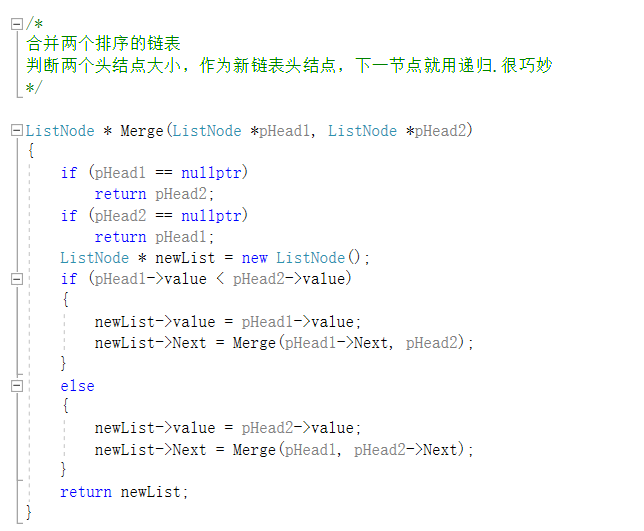 /*
合并两个排序的链表
判断两个头结点大小，作为新链表头结点，下一节点就用递归.很巧妙
*/
ListNode * Merge(ListNode *pHead1, ListNode *pHead2)
{
if (pHead1 == nullptr)
return pHead2;
if (pHead2 == nullptr)
return pHead1;
ListNode * newList = new ListNode();
if (pHead1->value < pHead2->value)
{
newList->value = pHead1->value;
newList->Next = Merge(pHead1->Next, pHead2);
}
else
{
newList->value = pHead2->value;
newList->Next = Merge(pHead1, pHead2->Next);
}
return newList;
}